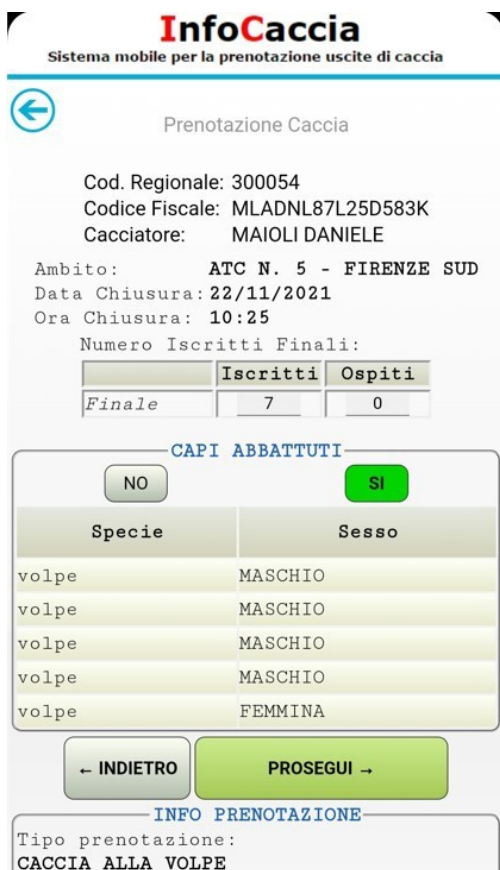 InfoCaccia
Sistema mobile per la prenotazione uscite di caccia
Prenotazione Caccia
Cod. Regionale: 300054
Codice Fiscale: MLADNL87L25D583K
Cacciatore: MAIOLI DANIELE
Ambito: ATC N. 5 - FIRENZE SUD
Data Chiusura: 22/11/2021
Ora Chiusura: 10:25
Numero Iscritti Finali:
Iscritti Ospiti
Finale 7 0
CAPI ABBATTUTI
NO SI
Specie Sesso
volpe MASCHIO
volpe MASCHIO
volpe MASCHIO
volpe MASCHIO
volpe FEMMINA
← INDIETRO PROSEGUI →
INFO PRENOTAZIONE
Tipo prenotazione:
CACCIA ALLA VOLPE